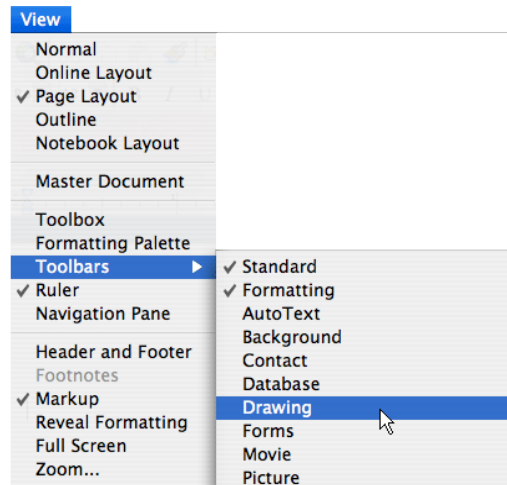 View
Normal
Online Layout
Page Layout
Outline
Notebook Layout
Master Document
Toolbox
Formatting Palette
Toolbars
Ruler
Navigation Pane
Header and Footer
Footnotes
Markup
Reveal Formatting
Full Screen
Zoom...
Standard
Formatting
AutoText
Background
Contact
Database
Drawing
Forms
Movie
Picture